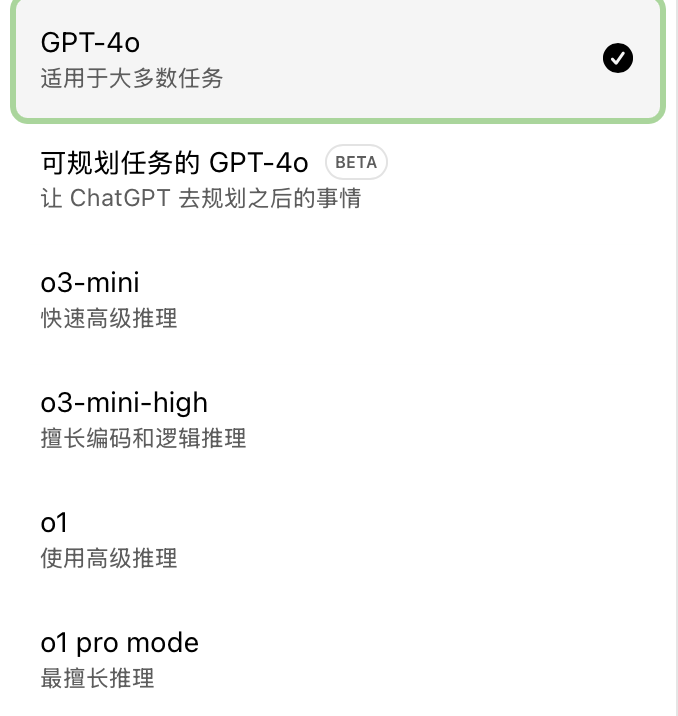 GPT-4o
适用于大多数任务
可规划任务的 GPT-4o BETA
让 ChatGPT 去规划之后的事情
o3-mini
快速高级推理
o3-mini-high
擅长编码和逻辑推理
o1
使用高级推理
o1 pro mode
最擅长推理